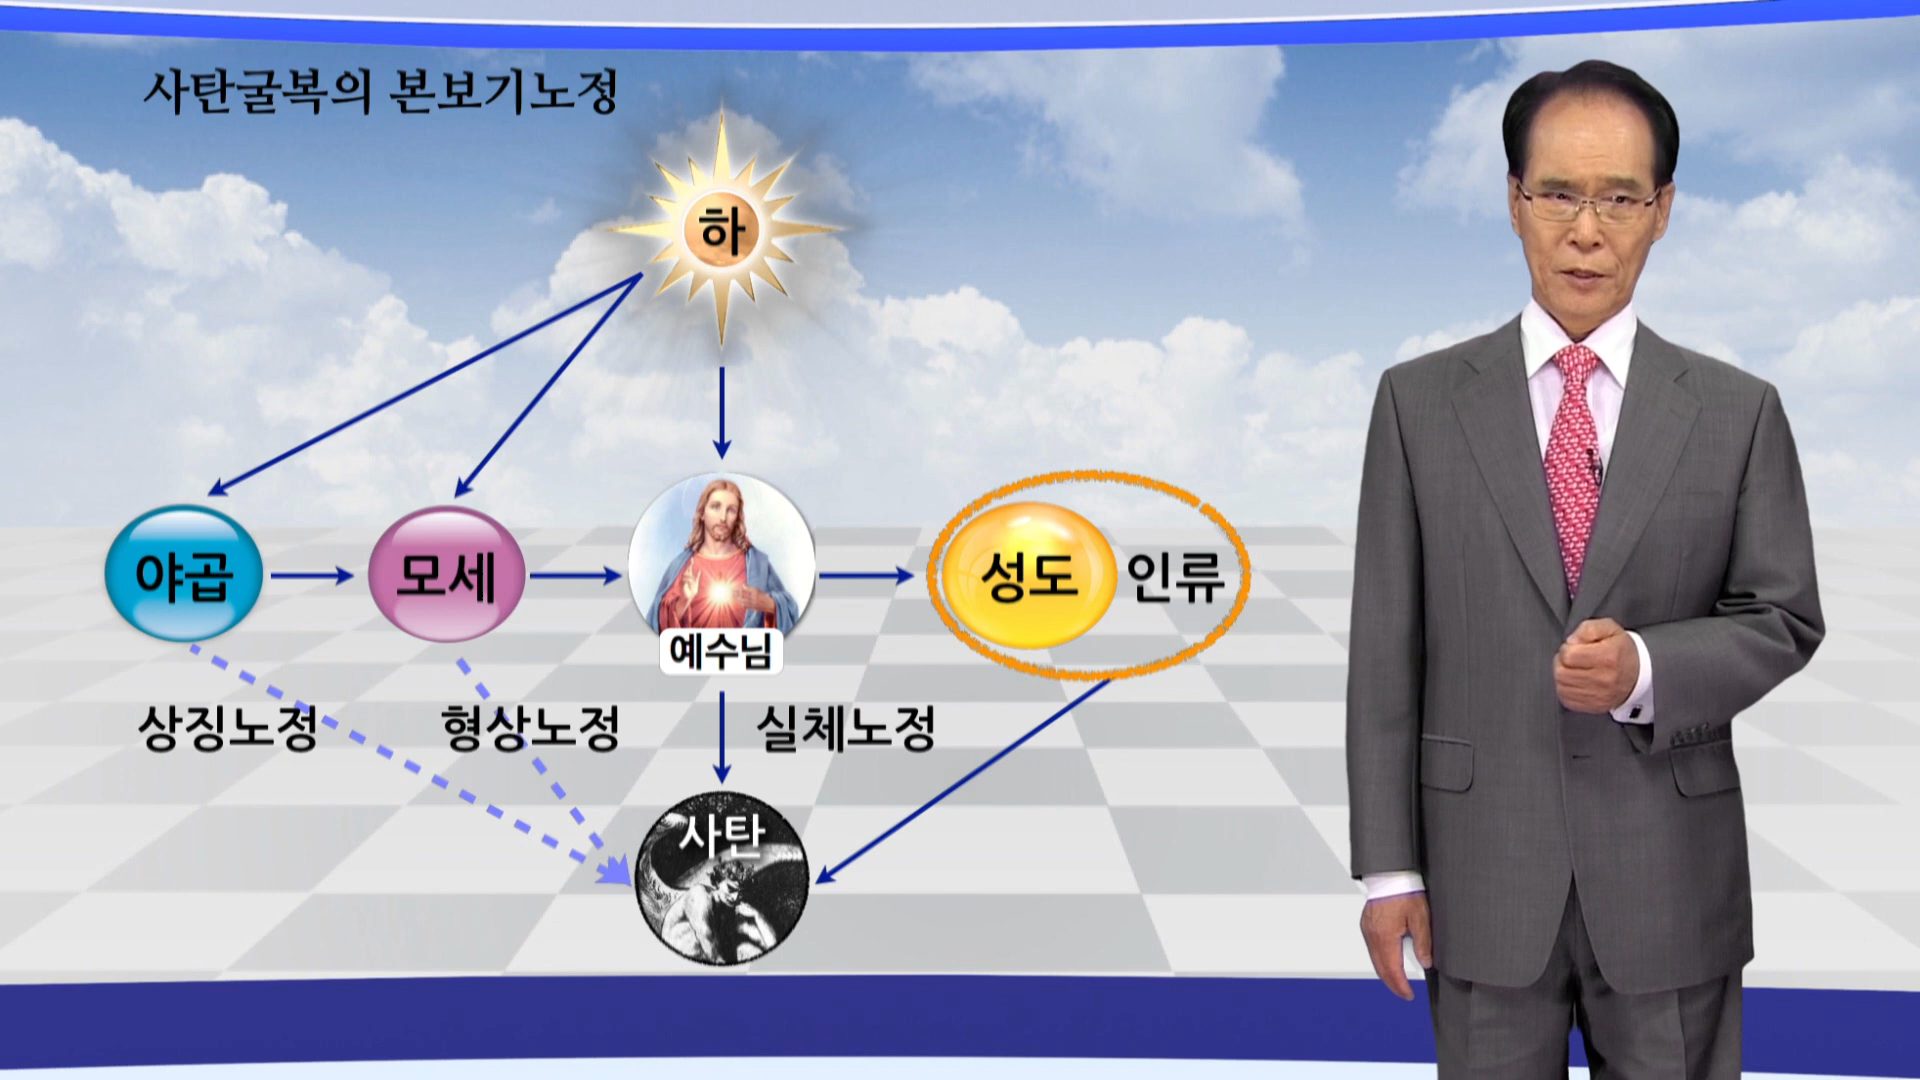 사탄굴복의 본보기노정
하
야곱
모세
예수님
성도 인류
상징노정
형상노정
실체노정
사탄